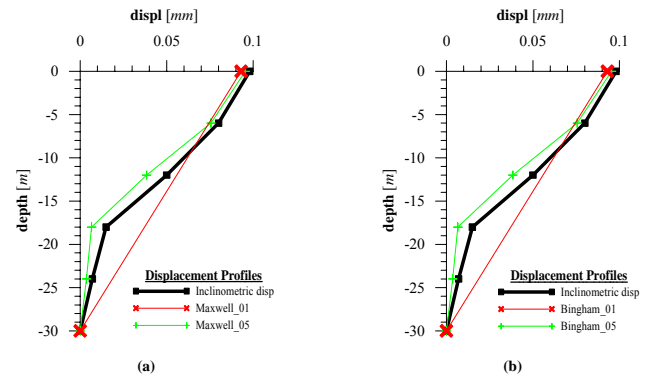 displ [mm]
0 0.05 0.1
0
-5
-10
-15
-20
-25
-30
depth [m]
Displacement Profiles
Inclinometric disp
Maxwell_01
Maxwell_05
(a)
displ [mm]
0 0.05 0.1
0
-5
-10
-15
-20
-25
-30
depth [m]
Displacement Profiles
Inclinometric disp
Bingham_01
Bingham_05
(b)